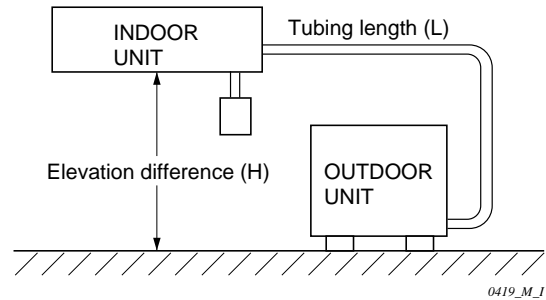 INDOOR
UNIT
Tubing length (L)
Elevation difference (H)
OUTDOOR
UNIT
0419_M_I